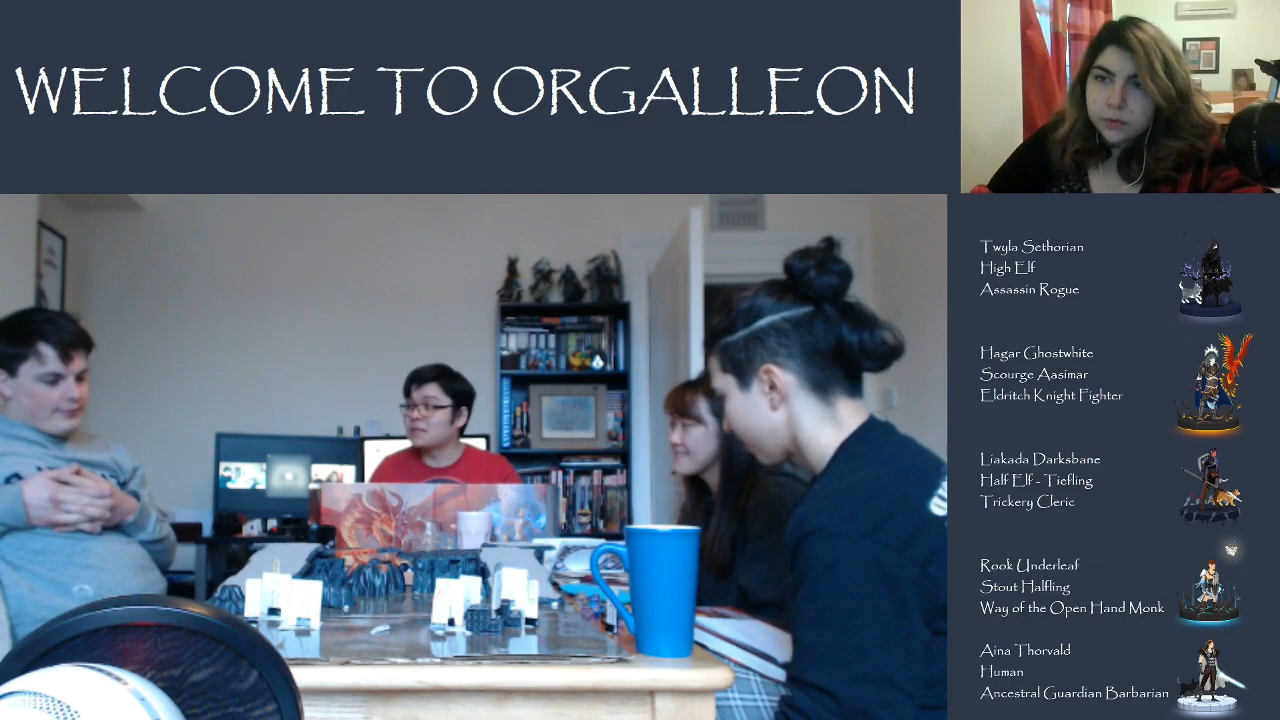 WELCOME TO ORGALLEON
Twyla Sethorian
High Elf
Assassin Rogue
Hagar Ghostwhite
Scourge Aasimar
Eldritch Knight Fighter
Liakada Darksbane
Half Elf - Tiefling
Trickery Cleric
Rook Underleaf
Stout Halfling
Way of the Open Hand Monk
Aina Thorvald
Human
Ancestral Guardian Barbarian